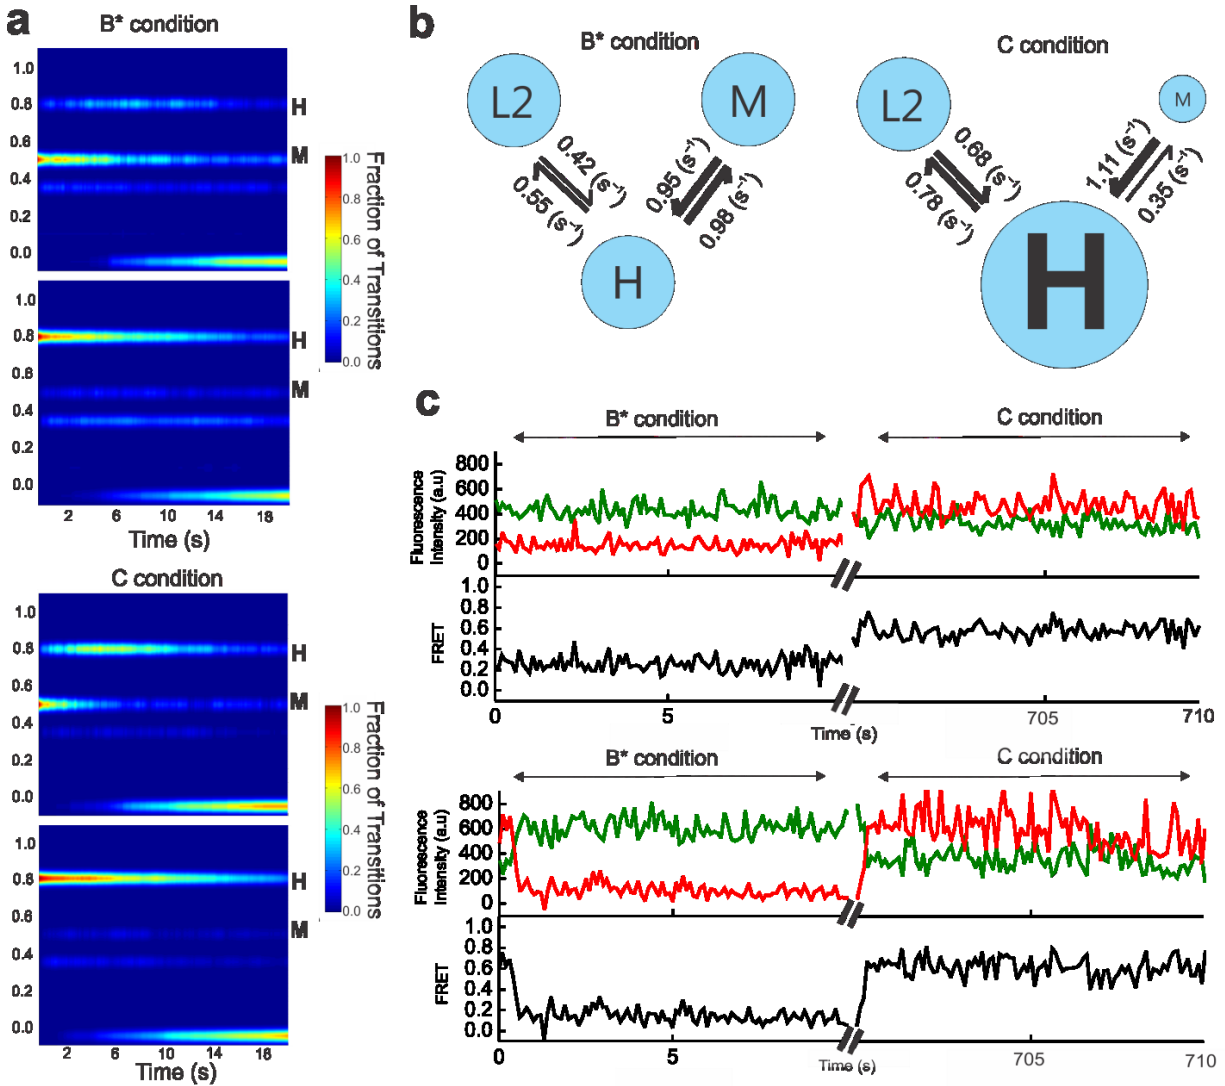 a
B* condition
1.0
0.8
0.6
0.4
0.2
0.0
H
M
1.0
0.8
0.6
0.4
0.2
0.0
H
M
2 6 10 14 18
Time (s)
1.0
0.8
0.6
0.4
0.2
0.0
Fraction of Transitions
C condition
1.0
0.8
0.6
0.4
0.2
0.0
H
M
1.0
0.8
0.6
0.4
0.2
0.0
H
M
2 6 10 14 18
Time (s)
1.0
0.8
0.6
0.4
0.2
0.0
Fraction of Transitions
b
B* condition
L2
M
H
0.42 (s⁻¹)
0.55 (s⁻¹)
0.95 (s⁻¹)
0.98 (s⁻¹)
C condition
L2
M
H
0.68 (s⁻¹)
0.78 (s⁻¹)
1.11 (s⁻¹)
0.35 (s⁻¹)
c
B* condition
C condition
Fluorescence
Intensity (a.u)
800
600
400
200
0
FRET
1.0
0.8
0.6
0.4
0.2
0.0
0 5 705 710
Time (s)
B* condition
C condition
Fluorescence
Intensity (a.u)
800
600
400
200
0
FRET
1.0
0.8
0.6
0.4
0.2
0.0
0 5 705 710
Time (s)